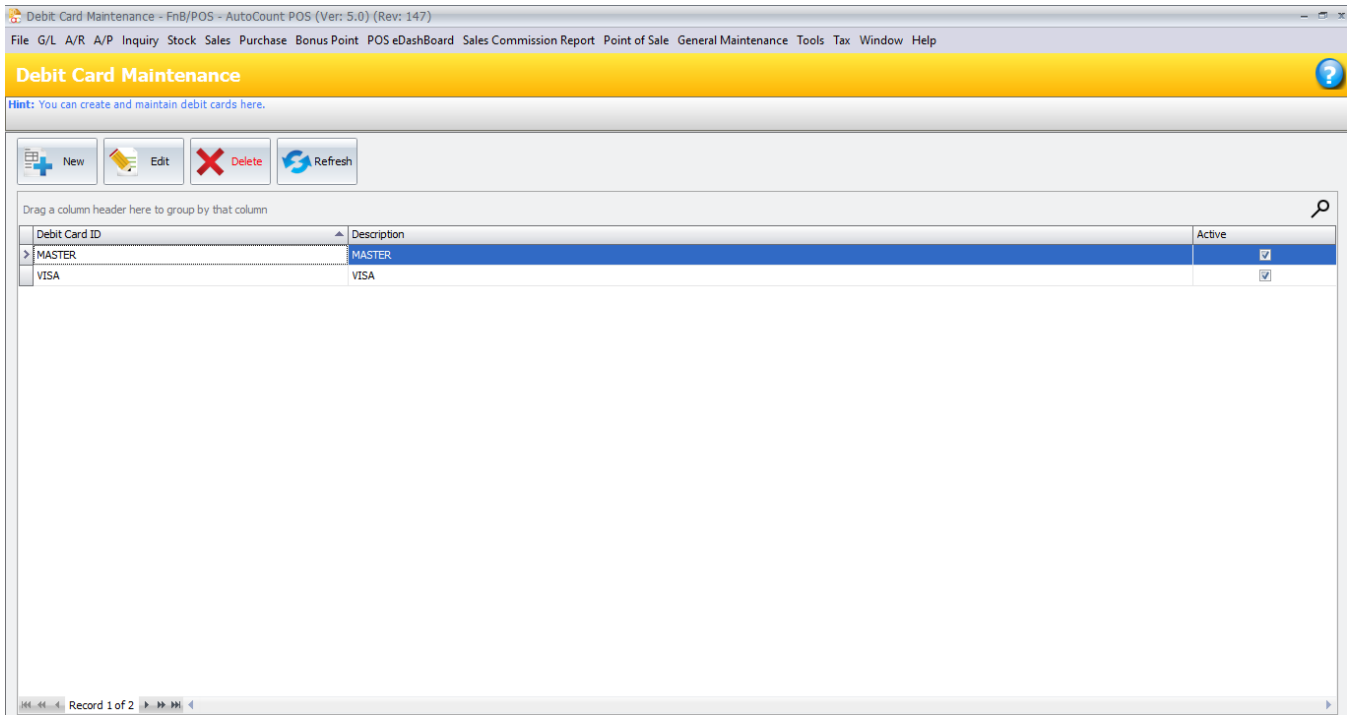 Debit Card Maintenance - FnB/POS - AutoCount POS (Ver: 5.0) (Rev: 147)
File G/L A/R A/P Inquiry Stock Sales Purchase Bonus Point POS eDashBoard Sales Commission Report Point of Sale General Maintenance Tools Tax Window Help
Debit Card Maintenance
Hint: You can create and maintain debit cards here.
New Edit Delete Refresh
Drag a column header here to group by that column
Debit Card ID Description Active
MASTER MASTER
VISA VISA
Record 1 of 2